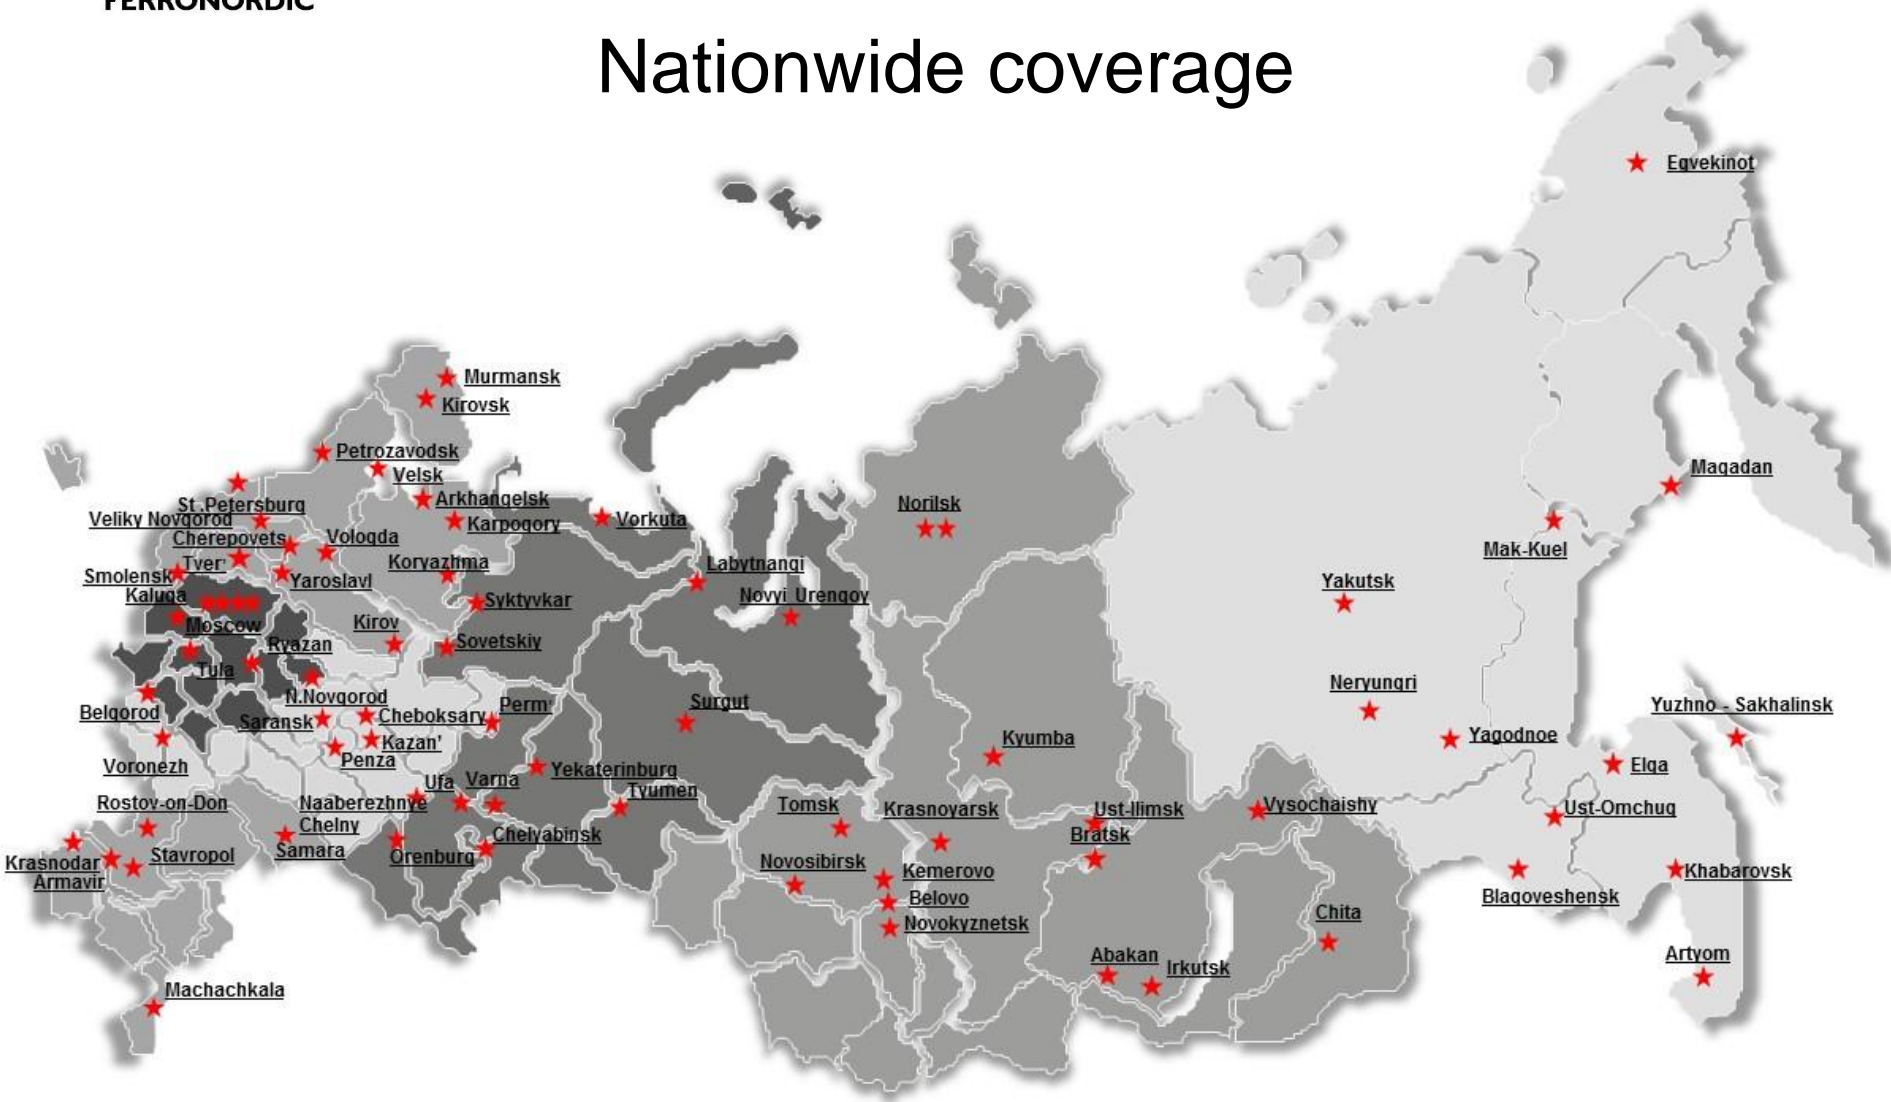 FERRONORDIC
Nationwide coverage
Egvekinot
Murmansk
Kirovsk
Petrozavodsk
Velsk
Magadan
St.Petersburg
Arkhangelsk
Norilsk
Veliky Novgorod
Karpogory
Vorkuta
Cherepovets
Vologda
Mak-Kuel
Tver'
Koryazhma
Labytnangi
Smolensk
Yaroslavl
Yakutsk
Kaluga
Syktyvkar
Novyi Urengoy
Moscow
Kirov
Ryazan
Sovetskiy
Tula
Neryungri
N.Novgorod
Perm'
Surgut
Yuzhno - Sakhalinsk
Belgorod
Saransk
Cheboksary
Yagodnoe
Kazan'
Kyumba
Voronezh
Penza
Yekaterinburg
Elga
Ufa
Varna
Tyumen
Rostov-on-Don
Naaberezhnye
Chelny
Tomsk
Krasnoyarsk
Ust-Ilimsk
Vysochaishy
Ust-Omchug
Samara
Chelyabinsk
Bratsk
Krasnodar
Stavropol
Orenburg
Novosibirsk
Kemerovo
Khabarovsk
Armavir
Belovo
Blagoveshensk
Novokyznetsk
Chita
Abakan
Irkutsk
Artyom
Machachkala